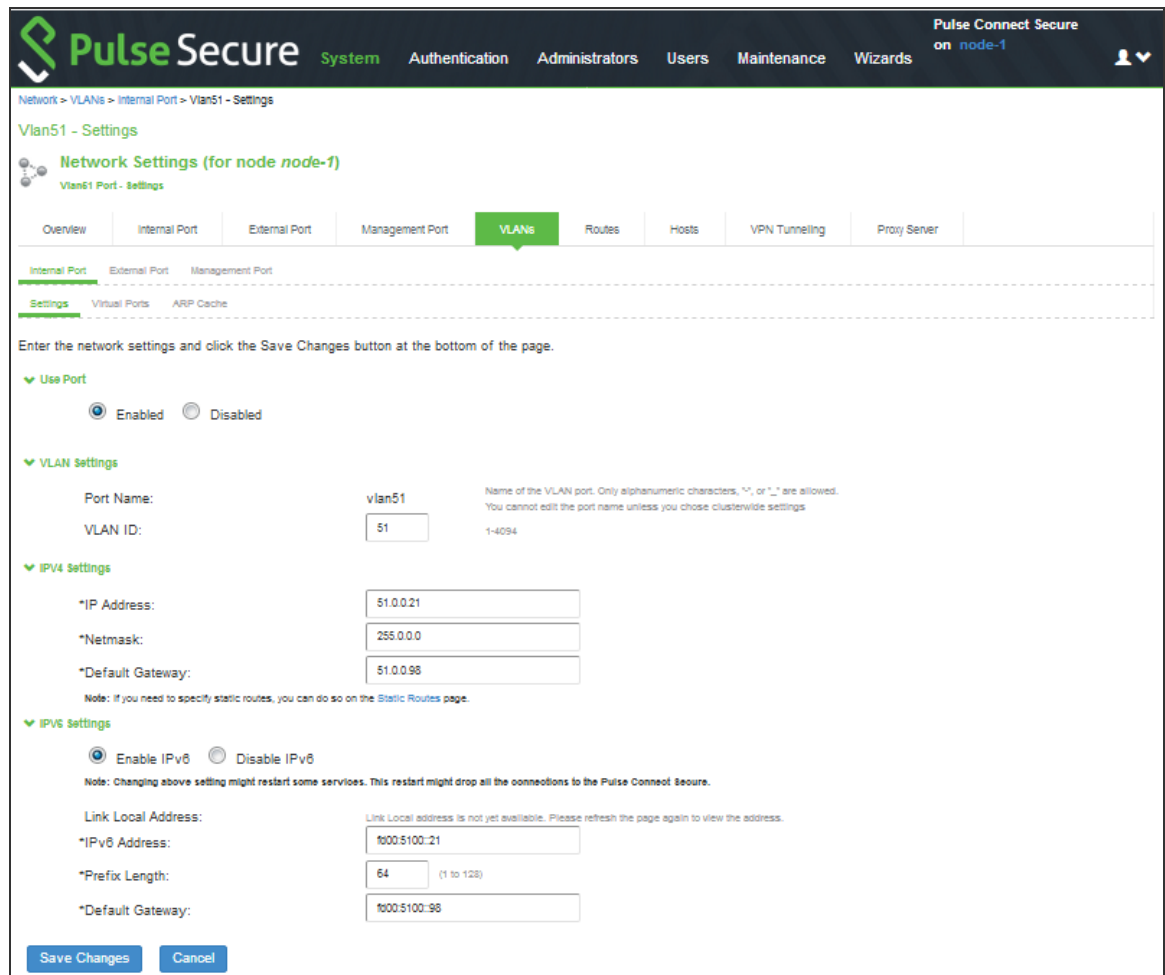 Pulse Secure
System Authentication Administrators Users Maintenance Wizards
Pulse Connect Secure
on node-1
Network > VLANs > Internal Port > Vlan51 - Settings
Vlan51 - Settings
Network Settings (for node node-1)
Vlan51 Port - Settings
Overview Internal Port External Port Management Port VLANs Routes Hosts VPN Tunneling Proxy Server
Internal Port External Port Management Port
Settings Virtual Ports ARP Cache
Enter the network settings and click the Save Changes button at the bottom of the page.
Use Port
Enabled Disabled
VLAN Settings
Port Name: vlan51 Name of the VLAN port. Only alphanumeric characters, "-", or "_" are allowed.
You cannot edit the port name unless you chose clusterwide settings
VLAN ID: 51 1-4094
IPV4 Settings
*IP Address: 51.0.0.21
*Netmask: 255.0.0.0
*Default Gateway: 51.0.0.98
Note: If you need to specify static routes, you can do so on the Static Routes page.
IPV6 Settings
Enable IPv6 Disable IPv6
Note: Changing above setting might restart some services. This restart might drop all the connections to the Pulse Connect Secure.
Link Local Address: Link Local address is not yet available. Please refresh the page again to view the address.
*IPv6 Address: fd00:5100::21
*Prefix Length: 64 (1 to 128)
*Default Gateway: fd00:5100::98
Save Changes Cancel